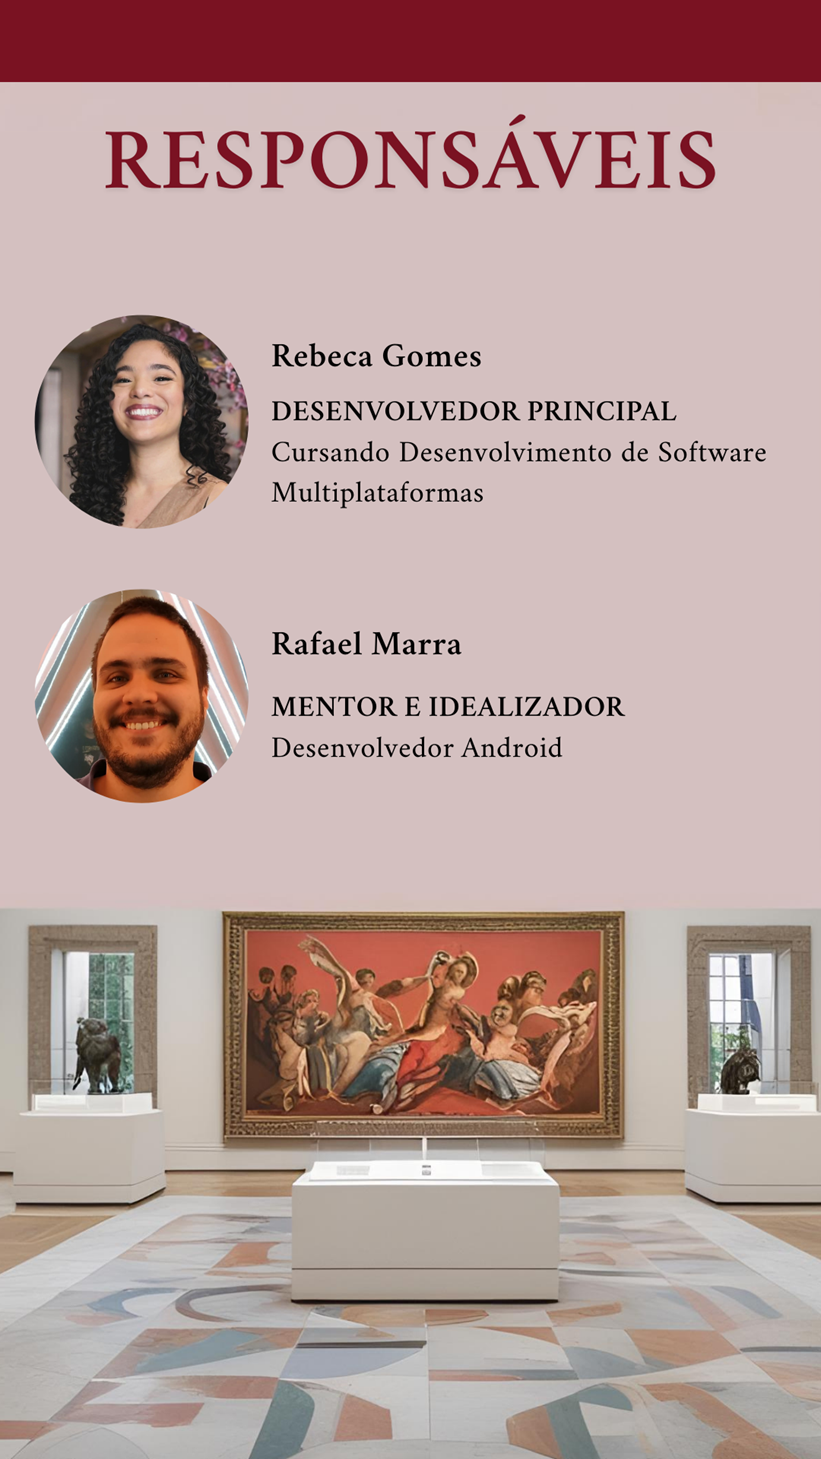 RESPONSÁVEIS
Rebeca Gomes
DESENVOLVEDOR PRINCIPAL
Cursando Desenvolvimento de Software
Multiplataformas
Rafael Marra
MENTOR E IDEALIZADOR
Desenvolvedor Android